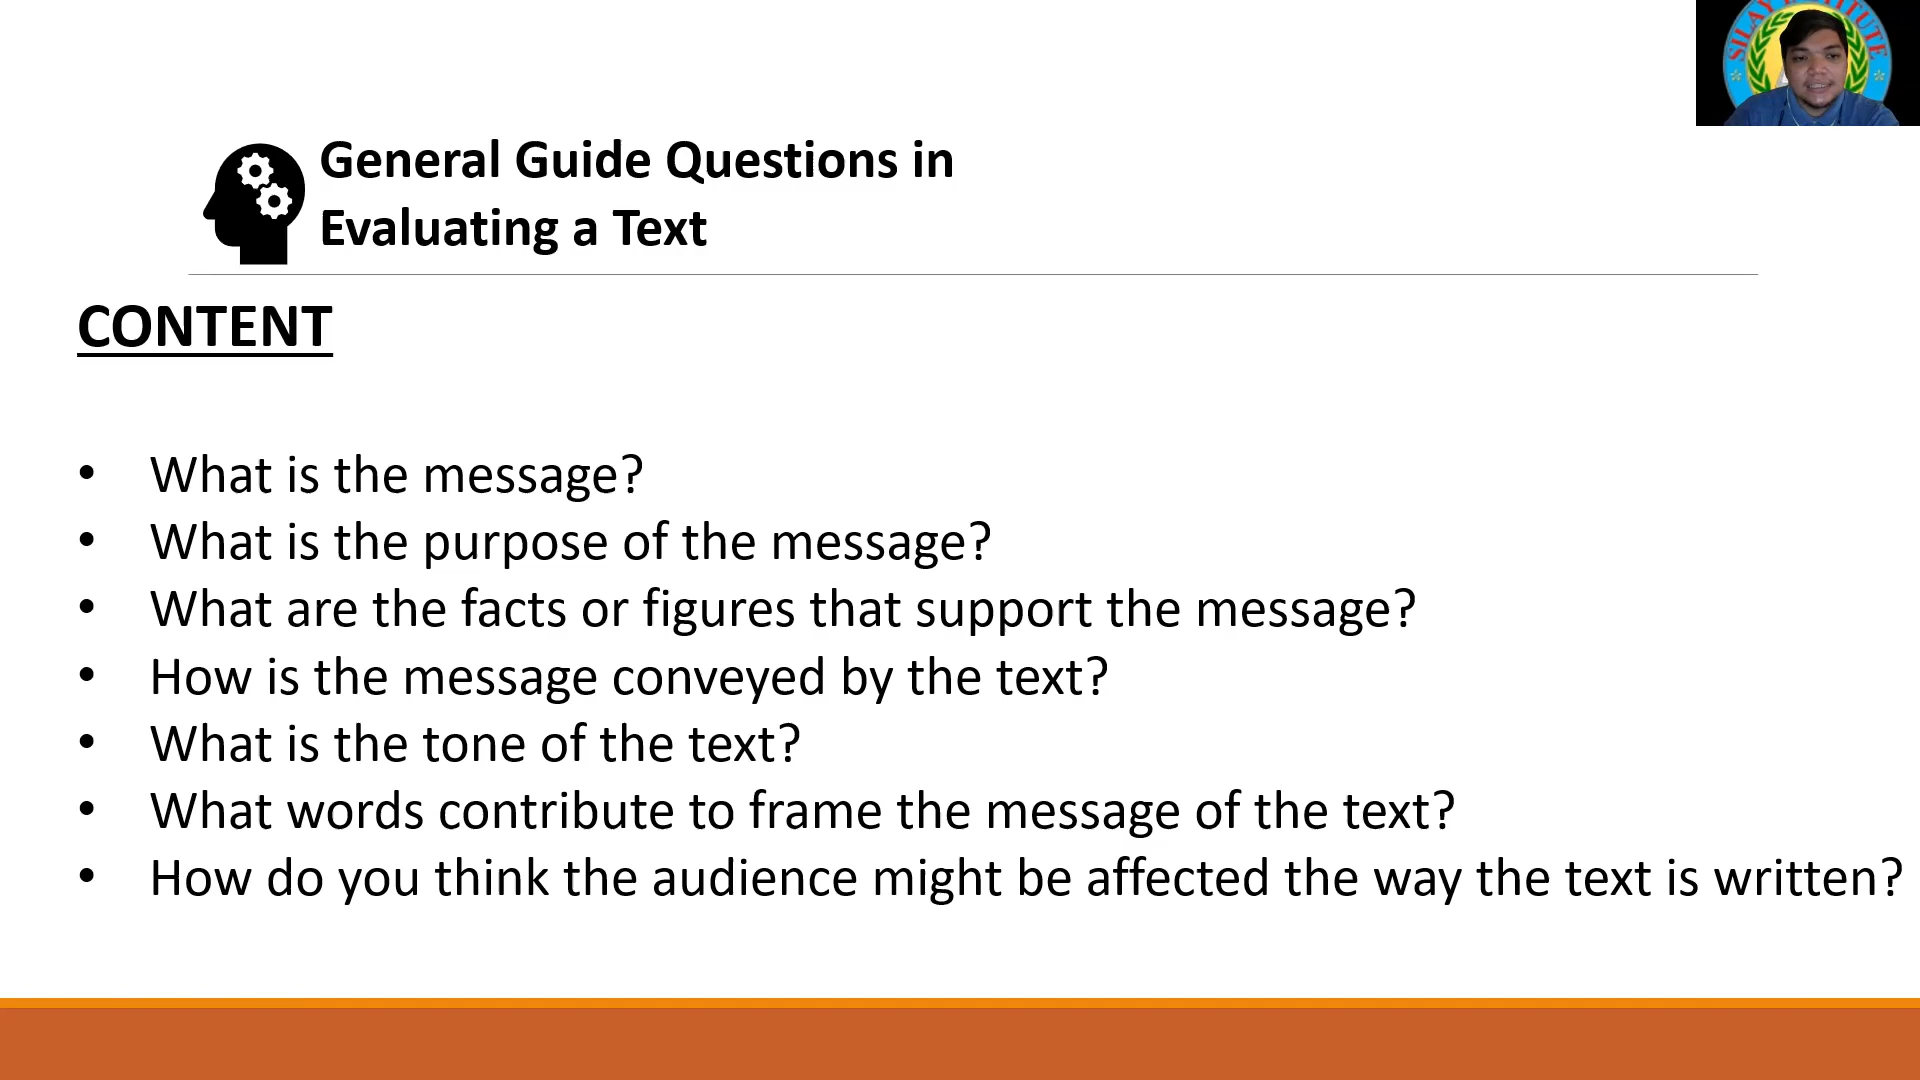 SILAY INSTITUTE
General Guide Questions in
Evaluating a Text
CONTENT
• What is the message?
• What is the purpose of the message?
• What are the facts or figures that support the message?
• How is the message conveyed by the text?
• What is the tone of the text?
• What words contribute to frame the message of the text?
• How do you think the audience might be affected the way the text is written?